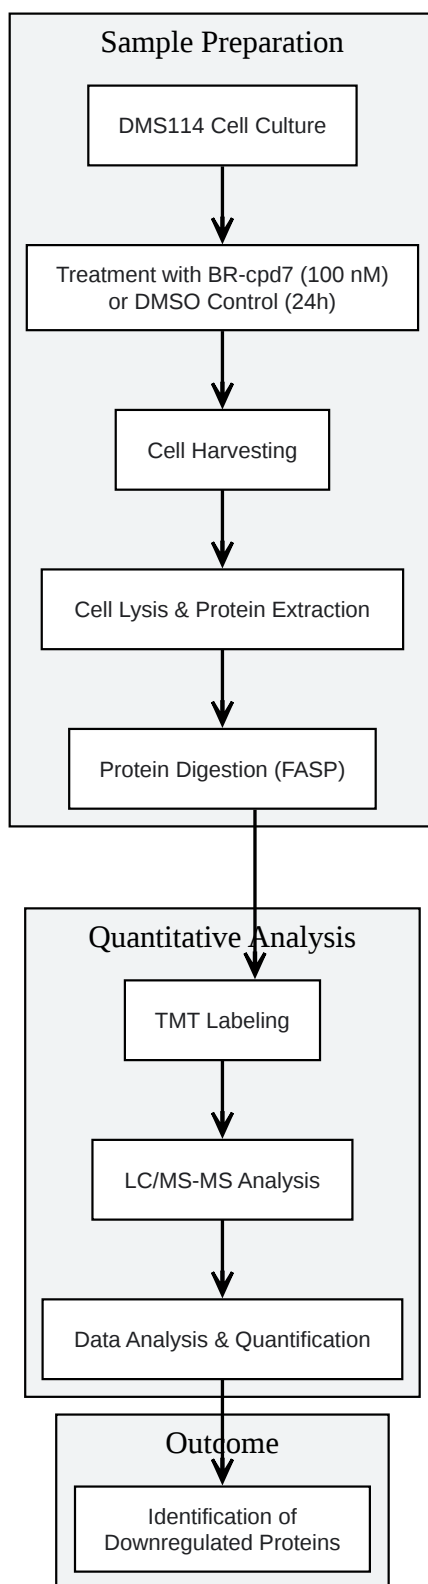 Sample Preparation
DMS114 Cell Culture
Treatment with BR-cpd7 (100 nM)
or DMSO Control (24h)
Cell Harvesting
Cell Lysis & Protein Extraction
Protein Digestion (FASP)
Quantitative Analysis
TMT Labeling
LC/MS-MS Analysis
Data Analysis & Quantification
Outcome
Identification of
Downregulated Proteins